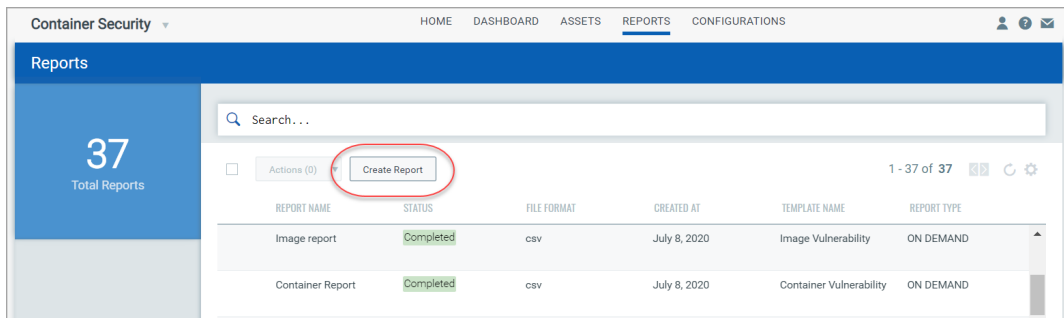 Container Security
HOME DASHBOARD ASSETS REPORTS CONFIGURATIONS
Reports
37
Total Reports
Search...
Actions (0) Create Report 1 - 37 of 37
REPORT NAME STATUS FILE FORMAT CREATED AT TEMPLATE NAME REPORT TYPE
Image report Completed csv July 8, 2020 Image Vulnerability ON DEMAND
Container Report Completed csv July 8, 2020 Container Vulnerability ON DEMAND